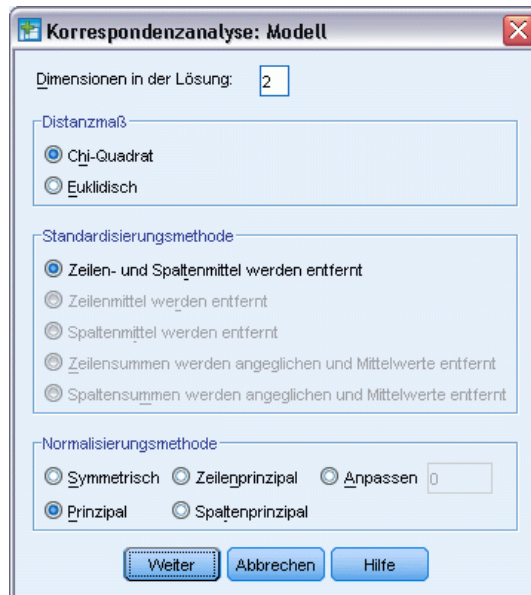 Korrespondenzanalyse: Modell
Dimensionen in der Lösung: 2
Distanzmaß
Chi-Quadrat
Euklidisch
Standardisierungsmethode
Zeilen- und Spaltenmittel werden entfernt
Zeilenmittel werden entfernt
Spaltenmittel werden entfernt
Zeilensummen werden angeglichen und Mittelwerte entfernt
Spaltensummen werden angeglichen und Mittelwerte entfernt
Normalisierungsmethode
Symmetrisch Zeilenprinzipal Anpassen 0
Prinzipal Spaltenprinzipal
Weiter Abbrechen Hilfe